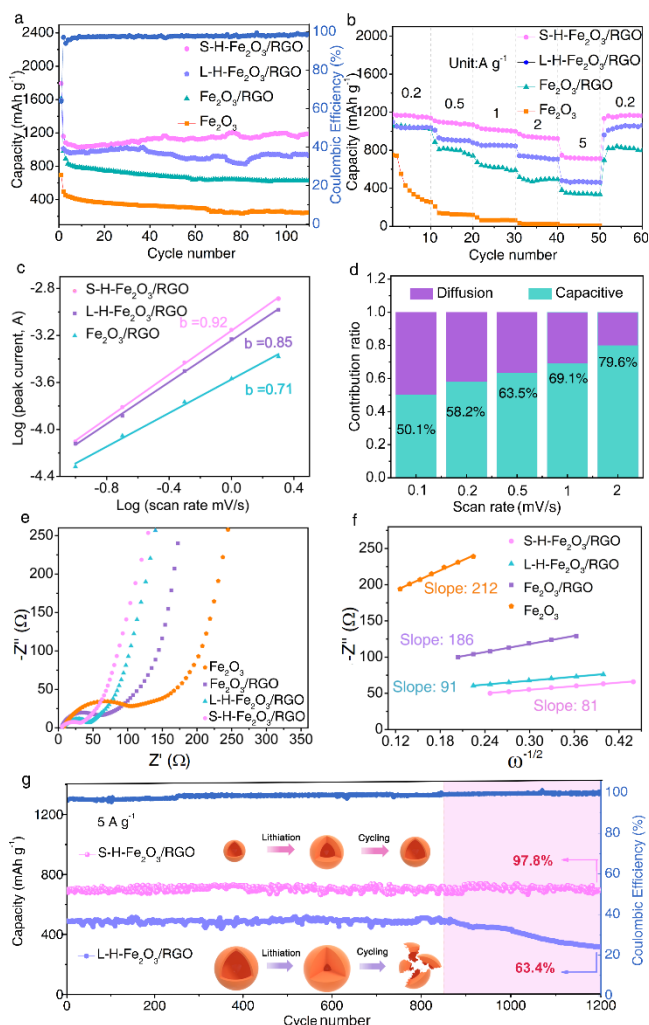 a
Capacity (mAh g⁻¹)
2400
2000
1600
1200
800
400
0
20
40
60
80
100
Cycle number
100
80
60
40
20
0
Coulombic Efficiency (%)
S-H-Fe₂O₃/RGO
L-H-Fe₂O₃/RGO
Fe₂O₃/RGO
Fe₂O₃
b
Capacity (mAh g⁻¹)
2000
1600
1200
800
400
0
0
10
20
30
40
50
60
Cycle number
Unit:A g⁻¹
S-H-Fe₂O₃/RGO
L-H-Fe₂O₃/RGO
Fe₂O₃/RGO
Fe₂O₃
0.2
0.5
1
2
5
0.2
c
Log (peak current, A)
-2.8
-3.2
-3.6
-4.0
-4.4
-0.8
-0.4
0.0
0.4
Log (scan rate mV/s)
S-H-Fe₂O₃/RGO
L-H-Fe₂O₃/RGO
Fe₂O₃/RGO
b =0.92
b =0.85
b =0.71
d
Contribution ratio
1.0
0.8
0.6
0.4
0.2
0.0
Diffusion
Capacitive
50.1%
58.2%
63.5%
69.1%
79.6%
0.1
0.2
0.5
1
2
Scan rate (mV/s)
e
-Z'' (Ω)
250
200
150
100
50
0
0
50
100
150
200
250
300
350
Z' (Ω)
Fe₂O₃
Fe₂O₃/RGO
L-H-Fe₂O₃/RGO
S-H-Fe₂O₃/RGO
f
-Z'' (Ω)
250
200
150
100
50
0
0.12
0.18
0.24
0.30
0.36
0.42
ω⁻¹/²
S-H-Fe₂O₃/RGO
L-H-Fe₂O₃/RGO
Fe₂O₃/RGO
Fe₂O₃
Slope: 212
Slope: 186
Slope: 91
Slope: 81
g
Capacity (mAh g⁻¹)
1200
900
600
300
0
0
200
400
600
800
1000
1200
Cycle number
100
80
60
40
20
0
Coulombic Efficiency (%)
5 A g⁻¹
S-H-Fe₂O₃/RGO
Lithiation
Cycling
97.8%
L-H-Fe₂O₃/RGO
Lithiation
Cycling
63.4%